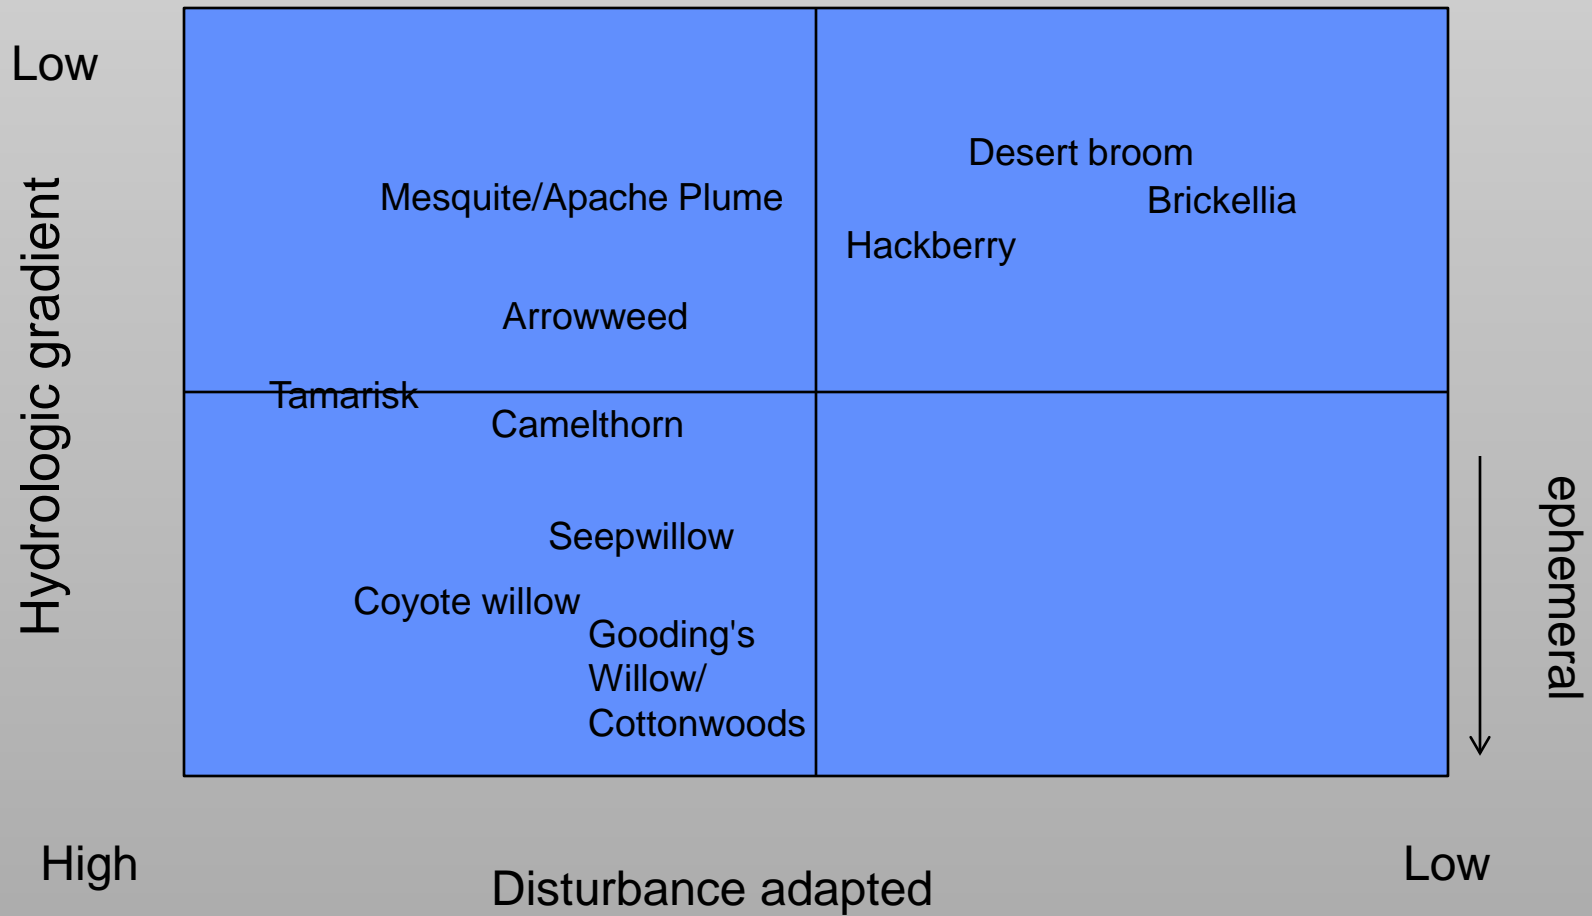 Low
Hydrologic gradient
Desert broom
Mesquite/Apache Plume
Brickellia
Hackberry
Arrowweed
Tamarisk
Camelthorn
Seepwillow
Coyote willow
Gooding's
Willow/
Cottonwoods
ephemeral
High
Disturbance adapted
Low